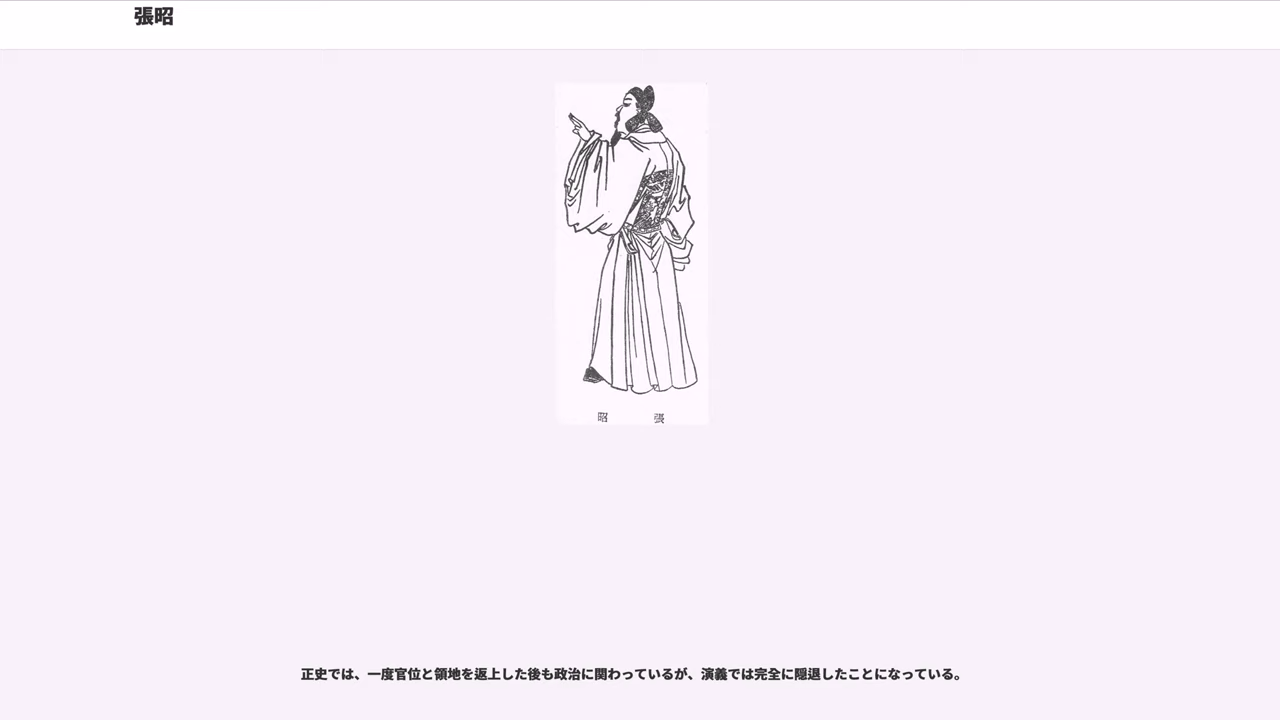 張昭
昭 張
正史では、一度官位と領地を返上した後も政治に関わっているが、演義では完全に隠退したことになっている。